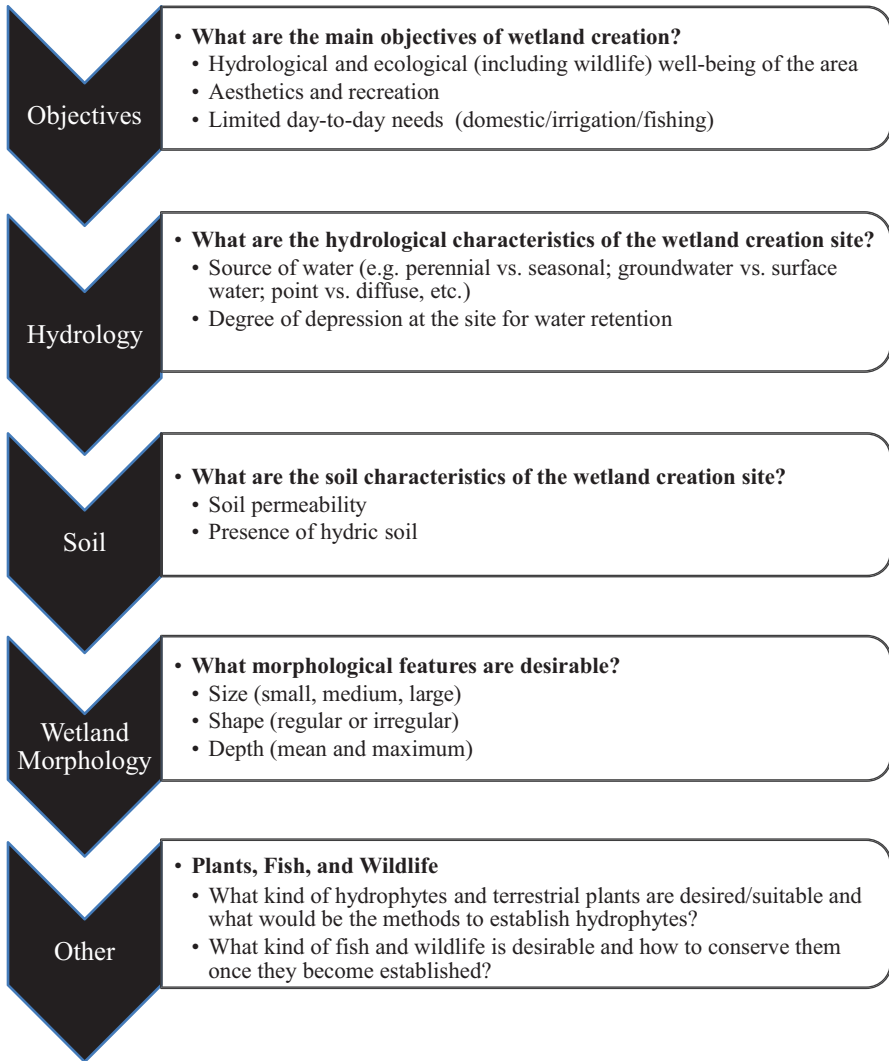 Objectives
• What are the main objectives of wetland creation?
• Hydrological and ecological (including wildlife) well-being of the area
• Aesthetics and recreation
• Limited day-to-day needs (domestic/irrigation/fishing)
Hydrology
• What are the hydrological characteristics of the wetland creation site?
• Source of water (e.g. perennial vs. seasonal; groundwater vs. surface
water; point vs. diffuse, etc.)
• Degree of depression at the site for water retention
Soil
• What are the soil characteristics of the wetland creation site?
• Soil permeability
• Presence of hydric soil
Wetland
Morphology
• What morphological features are desirable?
• Size (small, medium, large)
• Shape (regular or irregular)
• Depth (mean and maximum)
Other
• Plants, Fish, and Wildlife
• What kind of hydrophytes and terrestrial plants are desired/suitable and
what would be the methods to establish hydrophytes?
• What kind of fish and wildlife is desirable and how to conserve them
once they become established?